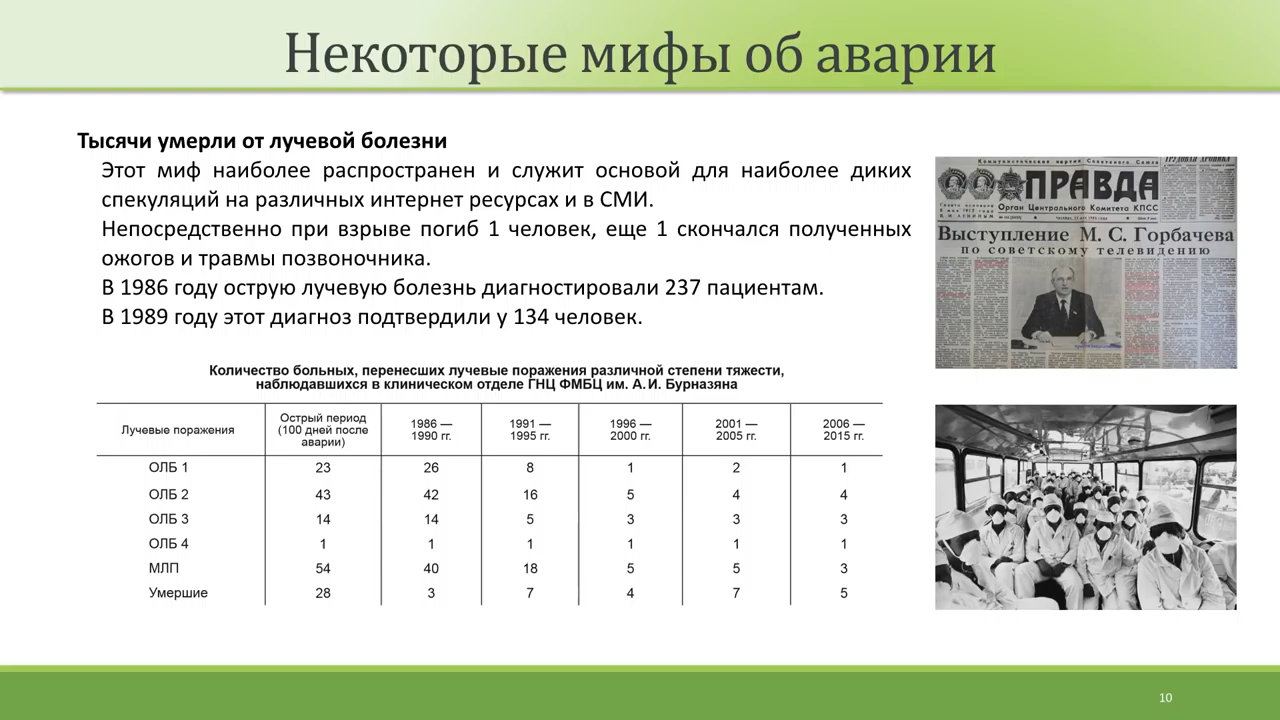 Некоторые мифы об аварии
Тысячи умерли от лучевой болезни
Этот миф наиболее распространен и служит основой для наиболее диких
спекуляций на различных интернет ресурсах и в СМИ.
Непосредственно при взрыве погиб 1 человек, еще 1 скончался полученных
ожогов и травмы позвоночника.
В 1986 году острую лучевую болезнь диагностировали 237 пациентам.
В 1989 году этот диагноз подтвердили у 134 человек.
Коммунистическая партия Советского Союза
ПРАВДА
Орган Центрального Комитета КПСС
Выступление М. С. Горбачева
по советскому телевидению
Количество больных, перенесших лучевые поражения различной степени тяжести,
наблюдавшихся в клиническом отделе ГНЦ ФМБЦ им. А. И. Бурназяна
Лучевые поражения Острый период (100 дней после аварии) 1986 — 1990 гг. 1991 — 1995 гг. 1996 — 2000 гг. 2001 — 2005 гг. 2006 — 2015 гг.
ОЛБ 1 23 26 8 1 2 1
ОЛБ 2 43 42 16 5 4 4
ОЛБ 3 14 14 5 3 3 3
ОЛБ 4 1 1 1 1 1 1
МЛП 54 40 18 5 5 3
Умершие 28 3 7 4 7 5
10